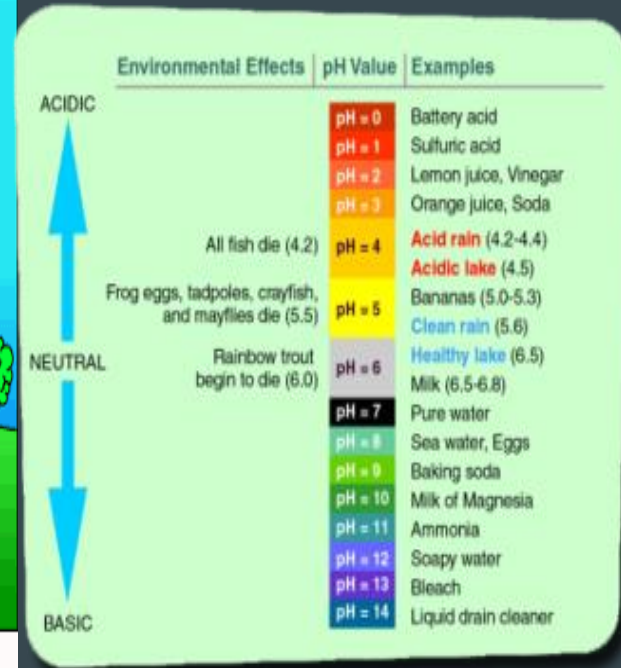 Environmental Effects pH Value Examples
ACIDIC
pH = 0 Battery acid
pH = 1 Sulfuric acid
pH = 2 Lemon juice, Vinegar
pH = 3 Orange juice, Soda
All fish die (4.2) pH = 4 Acid rain (4.2-4.4)
Acidic lake (4.5)
Frog eggs, tadpoles, crayfish,
and mayflies die (5.5) pH = 5 Bananas (5.0-5.3)
Clean rain (5.6)
NEUTRAL
Rainbow trout
begin to die (6.0) pH = 6 Healthy lake (6.5)
Milk (6.5-6.8)
pH = 7 Pure water
pH = 8 Sea water, Eggs
pH = 9 Baking soda
pH = 10 Milk of Magnesia
pH = 11 Ammonia
pH = 12 Soapy water
pH = 13 Bleach
pH = 14 Liquid drain cleaner
BASIC